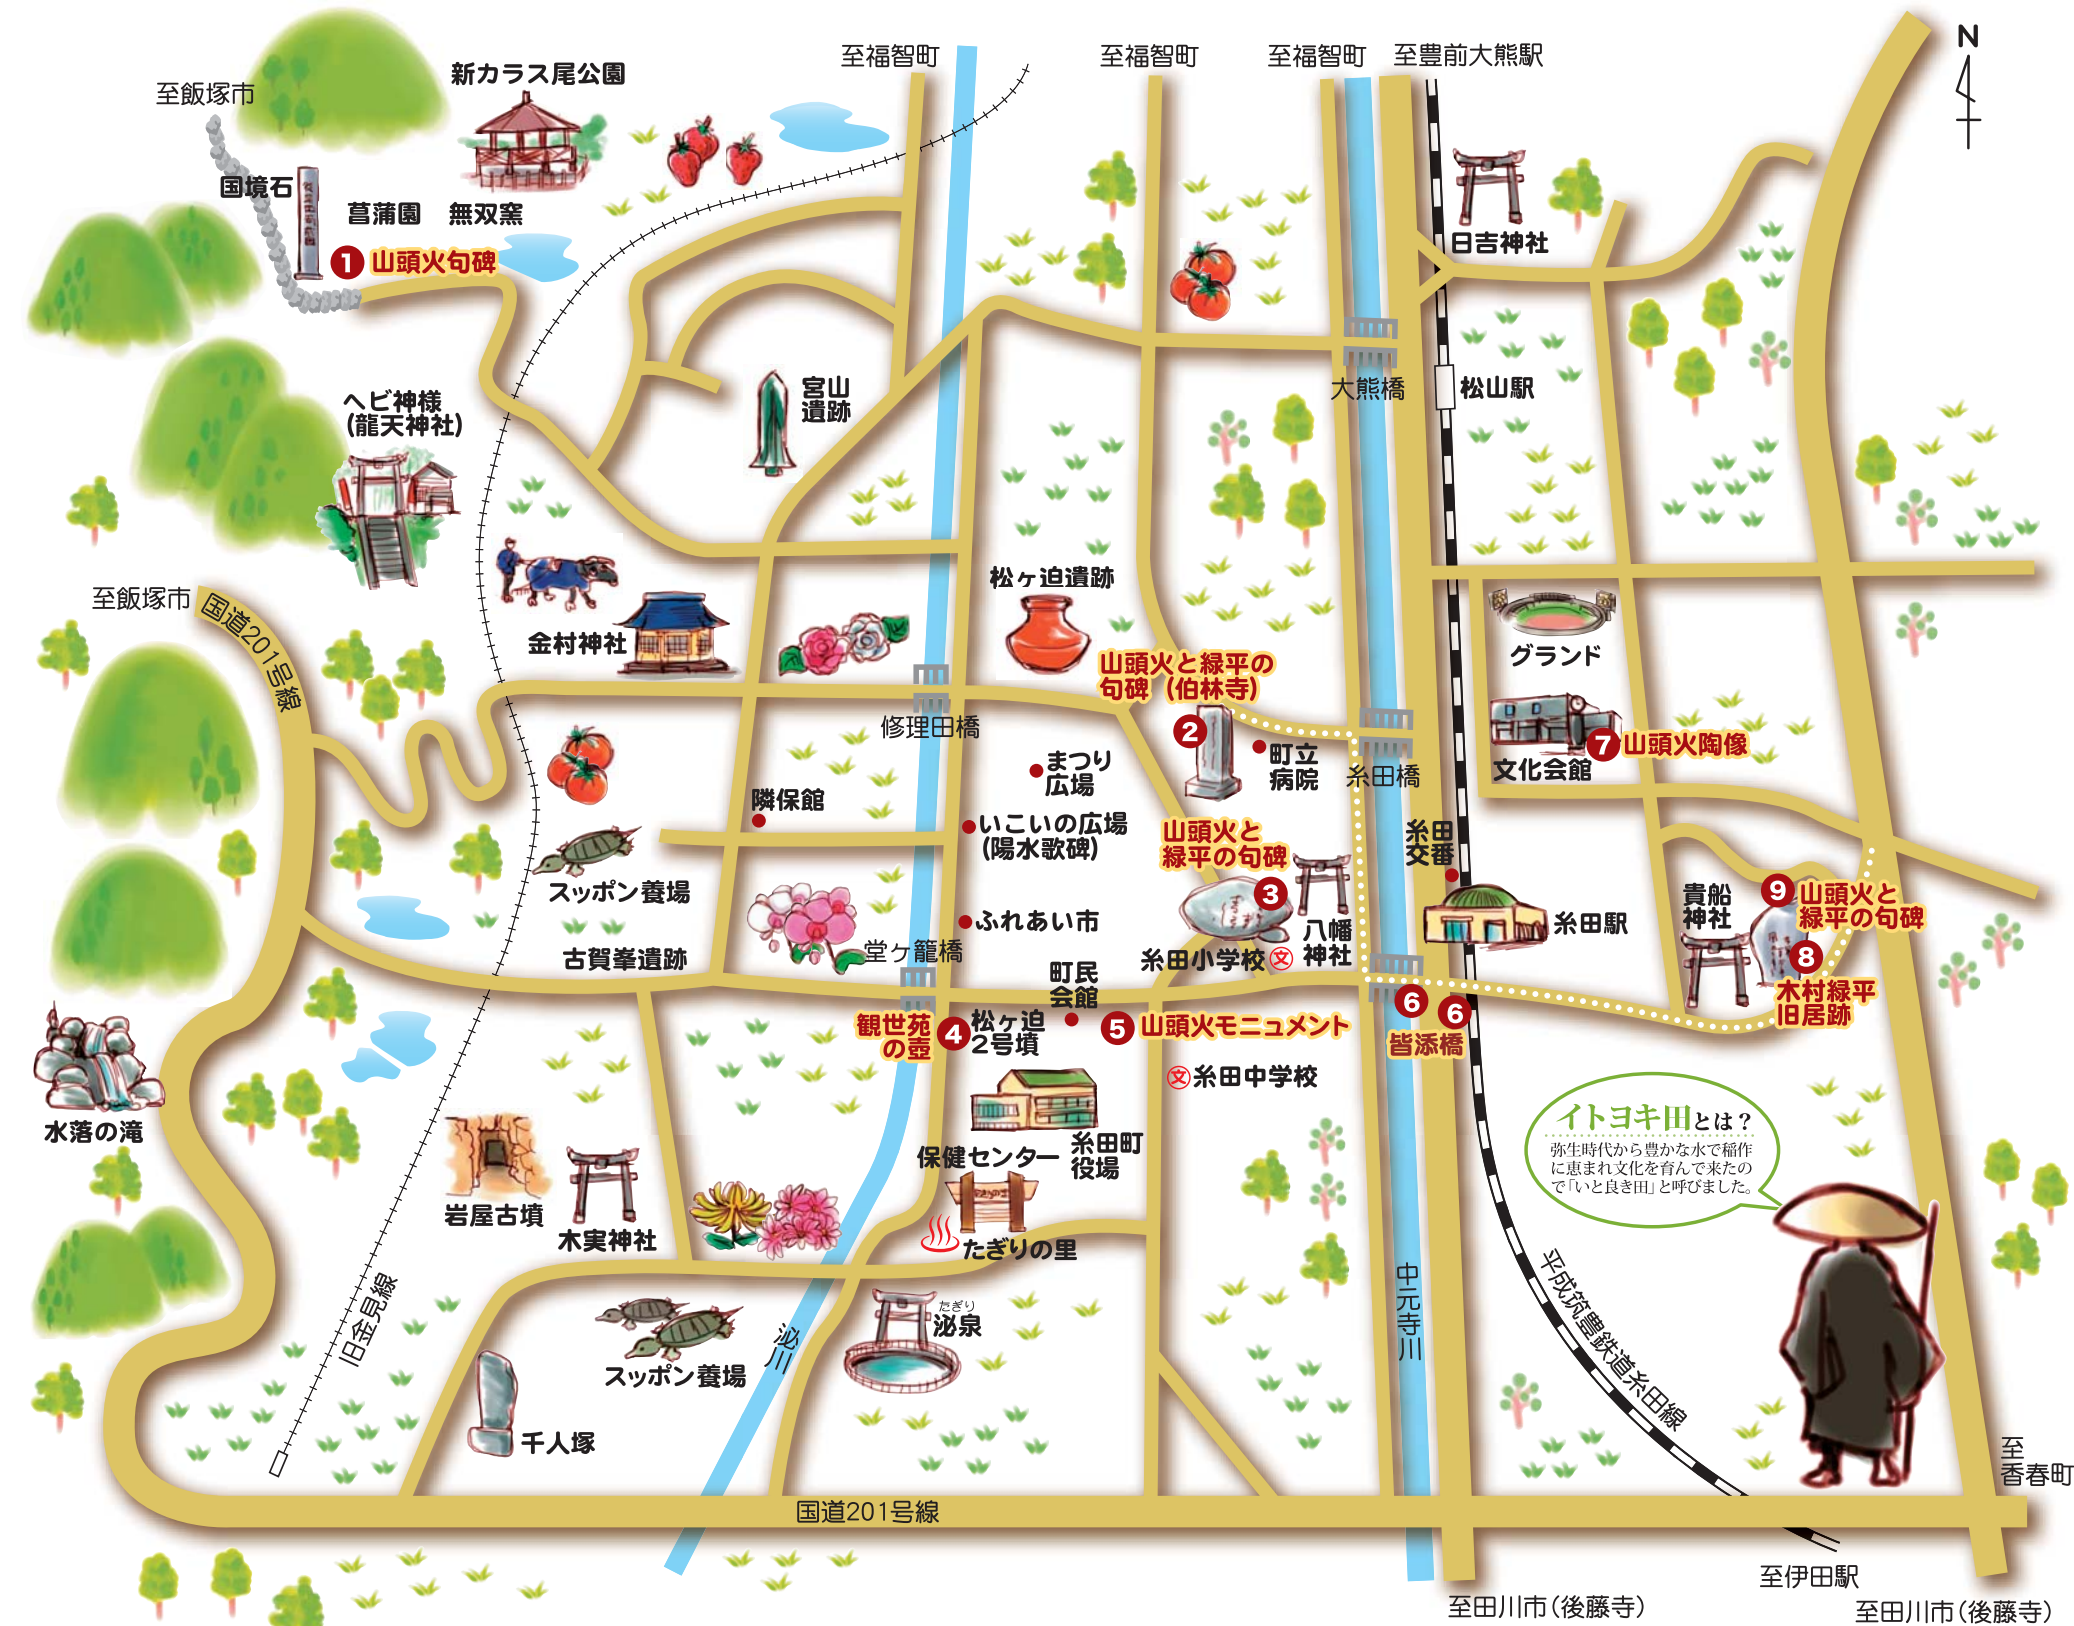 至福智町
至福智町
至福智町
至豊前大熊駅
N
新カラス尾公園
至飯塚市
国境石
菖蒲園
無双窯
1 山頭火句碑
日吉神社
大熊橋
松山駅
宮山
遺跡
ヘビ神様
(龍天神社)
至飯塚市
国道201号線
金村神社
松ヶ迫遺跡
グランド
山頭火と緑平の
句碑（伯林寺）
2
町立
病院
糸田橋
文化会館
7 山頭火陶像
修理田橋
まつり
広場
隣保館
いこいの広場
(陽水歌碑)
山頭火と
緑平の句碑
3
糸田
交番
スッポン養場
ふれあい市
八幡
神社
糸田駅
貴船
神社
9 山頭火と
緑平の句碑
8
木村緑平
旧居跡
古賀峯遺跡
堂ヶ籠橋
糸田小学校 文
町民
会館
観世苑
の壺
4 松ヶ迫
2号墳
5 山頭火モニュメント
6
6
皆添橋
文 糸田中学校
水落の滝
イトヨキ田とは？
弥生時代から豊かな水で稲作
に恵まれ文化を育んで来たの
で「いと良き田」と呼びました。
保健センター
糸田町
役場
岩屋古墳
木実神社
たぎりの里
旧金見線
たぎり
泌泉
泌川
中元寺川
平成筑豊鉄道糸田線
スッポン養場
千人塚
至
香春町
国道201号線
至伊田駅
至田川市（後藤寺）
至田川市（後藤寺）